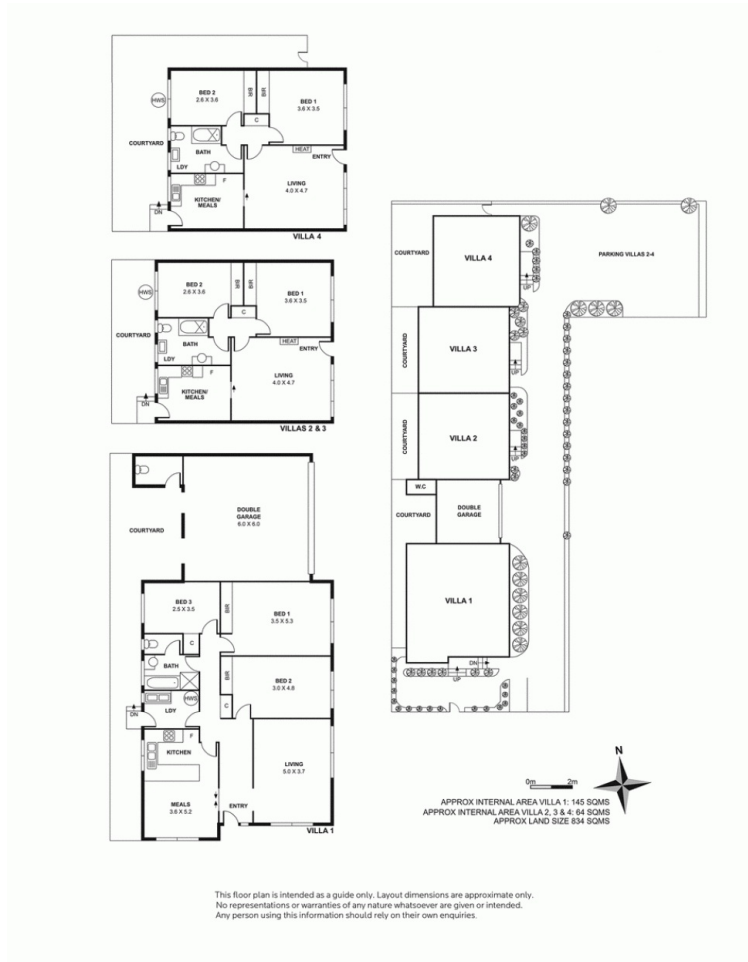 BED 2
2.6 X 3.6
BIR
BIR
BED 1
3.6 X 3.5
HWS
C
COURTYARD
BATH
LDY
HEAT
ENTRY
F
KITCHEN/
MEALS
LIVING
4.0 X 4.7
DN
VILLA 4
BED 2
2.6 X 3.6
BIR
BIR
BED 1
3.6 X 3.5
HWS
C
COURTYARD
BATH
LDY
HEAT
ENTRY
F
KITCHEN/
MEALS
LIVING
4.0 X 4.7
DN
VILLAS 2 & 3
COURTYARD
DOUBLE
GARAGE
6.0 X 6.0
BED 3
2.5 X 3.5
BIR
BED 1
3.5 X 5.3
C
BATH
BIR
BED 2
3.0 X 4.8
HWS
LDY
C
DN
F
KITCHEN
LIVING
5.0 X 3.7
MEALS
3.6 X 5.2
ENTRY
VILLA 1
COURTYARD
VILLA 4
UP
PARKING VILLAS 2-4
COURTYARD
VILLA 3
UP
COURTYARD
VILLA 2
UP
W.C
COURTYARD
DOUBLE
GARAGE
VILLA 1
DN
UP
N
0m
2m
APPROX INTERNAL AREA VILLA 1: 145 SQMS
APPROX INTERNAL AREA VILLA 2, 3 & 4: 64 SQMS
APPROX LAND SIZE 834 SQMS
This floor plan is intended as a guide only. Layout dimensions are approximate only.
No representations or warranties of any nature whatsoever are given or intended.
Any person using this information should rely on their own enquiries.